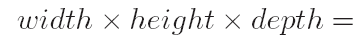 width × height × depth =